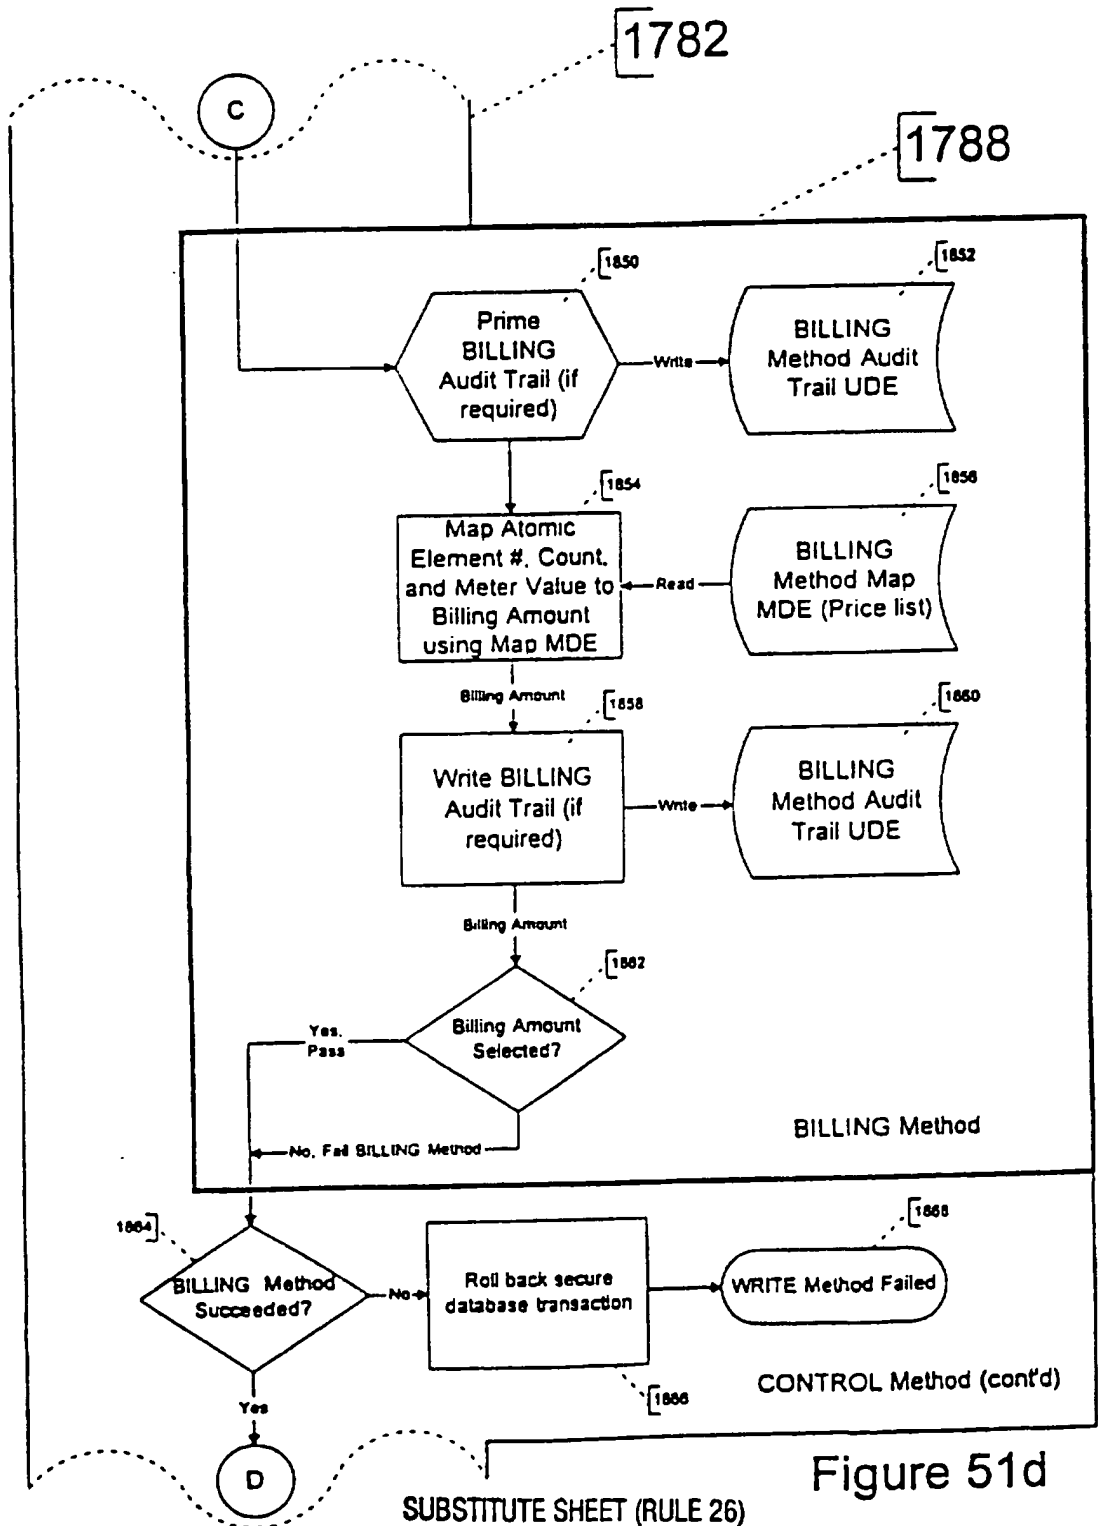 1782
C
1788
1850
Prime
BILLING
Audit Trail (if
required)
Write
1852
BILLING
Method Audit
Trail UDE
1854
Map Atomic
Element #, Count,
and Meter Value to
Billing Amount
using Map MDE
Read
1856
BILLING
Method Map
MDE (Price list)
Billing Amount
1858
Write BILLING
Audit Trail (if
required)
Write
1860
BILLING
Method Audit
Trail UDE
Billing Amount
1862
Billing Amount
Selected?
Yes,
Pass
No, Fail BILLING Method
BILLING Method
1864
BILLING Method
Succeeded?
No
Roll back secure
database transaction
1866
1868
WRITE Method Failed
CONTROL Method (cont'd)
Yes
D
Figure 51d
SUBSTITUTE SHEET (RULE 26)